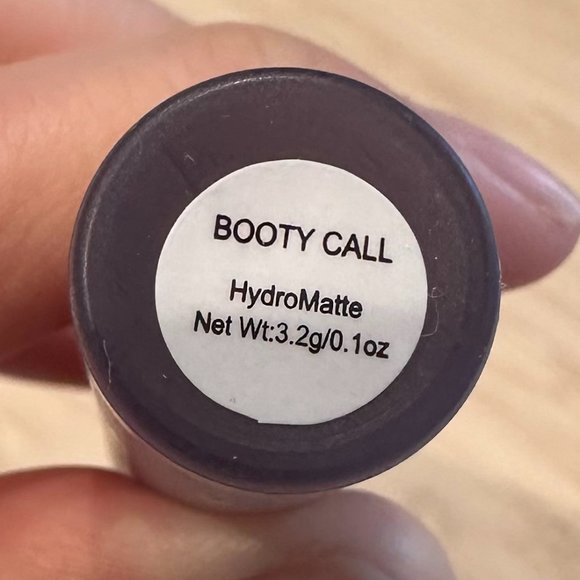 BOOTY CALL
HydroMatte
Net Wt:3.2g/0.1oz